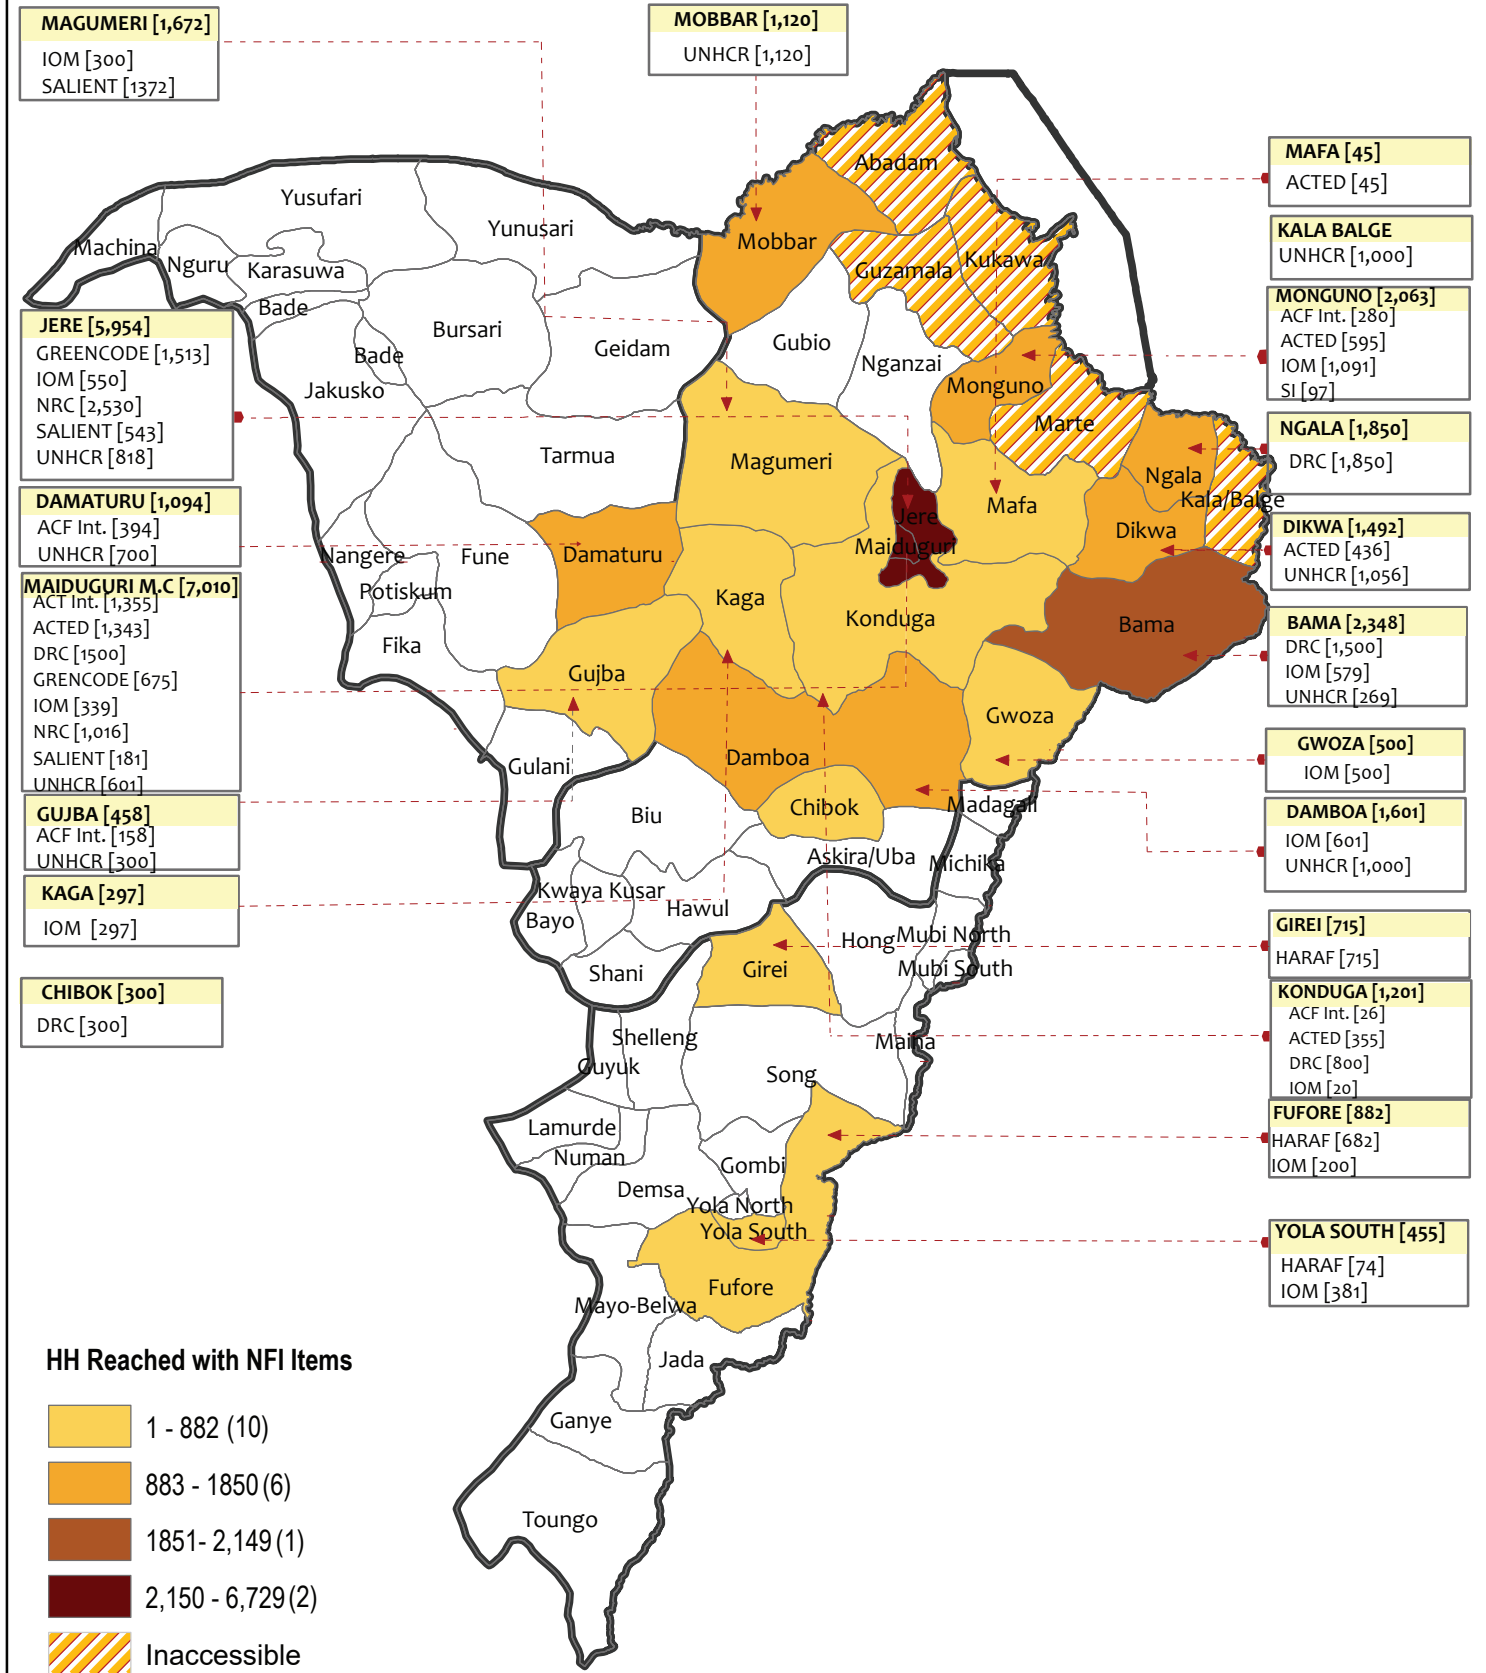 MAGUMERI [1,672]
IOM [300]
SALIENT [1372]
MOBBAR [1,120]
UNHCR [1,120]
MAFA [45]
ACTED [45]
KALA BALGE
UNHCR [1,000]
MONGUNO [2,063]
ACF Int. [280]
ACTED [595]
IOM [1,091]
SI [97]
NGALA [1,850]
DRC [1,850]
DIKWA [1,492]
ACTED [436]
UNHCR [1,056]
BAMA [2,348]
DRC [1,500]
IOM [579]
UNHCR [269]
GWOZA [500]
IOM [500]
DAMBOA [1,601]
IOM [601]
UNHCR [1,000]
GIREI [715]
HARAF [715]
KONDUGA [1,201]
ACF Int. [26]
ACTED [355]
DRC [800]
IOM [20]
FUFORE [882]
HARAF [682]
IOM [200]
YOLA SOUTH [455]
HARAF [74]
IOM [381]
JERE [5,954]
GREENCODE [1,513]
IOM [550]
NRC [2,530]
SALIENT [543]
UNHCR [818]
DAMATURU [1,094]
ACF Int. [394]
UNHCR [700]
MAIDUGURI M.C [7,010]
ACT Int. [1,355]
ACTED [1,343]
DRC [1500]
GRENCODE [675]
IOM [339]
NRC [1,016]
SALIENT [181]
UNHCR [601]
GUJBA [458]
ACF Int. [158]
UNHCR [300]
KAGA [297]
IOM [297]
CHIBOK [300]
DRC [300]
Abadam
Yusufari
Yunusari
Mobbar
Machina
Nguru
Karasuwa
Guzamala
Kukawa
Bade
Bursari
Geidam
Gubio
Nganzai
Bade
Jakusko
Monguno
Marte
Tarmua
Magumeri
Ngala
Kala/Balge
Mafa
Jere
Dikwa
Maiduguri
Nangere
Fune
Damaturu
Potiskum
Kaga
Konduga
Bama
Fika
Gujba
Gwoza
Gulani
Damboa
Chibok
Madagali
Biu
Askira/Uba
Michika
Kwaya Kusar
Bayo
Hawul
Hong
Mubi North
Mubi South
Shani
Girei
Shelleng
Guyuk
Maiha
Song
Lamurde
Numan
Gombi
Demsa
Yola North
Yola South
Fufore
Mayo-Belwa
Jada
Ganye
Toungo
HH Reached with NFI Items
1 - 882 (10)
883 - 1850 (6)
1851- 2,149 (1)
2,150 - 6,729 (2)
Inaccessible